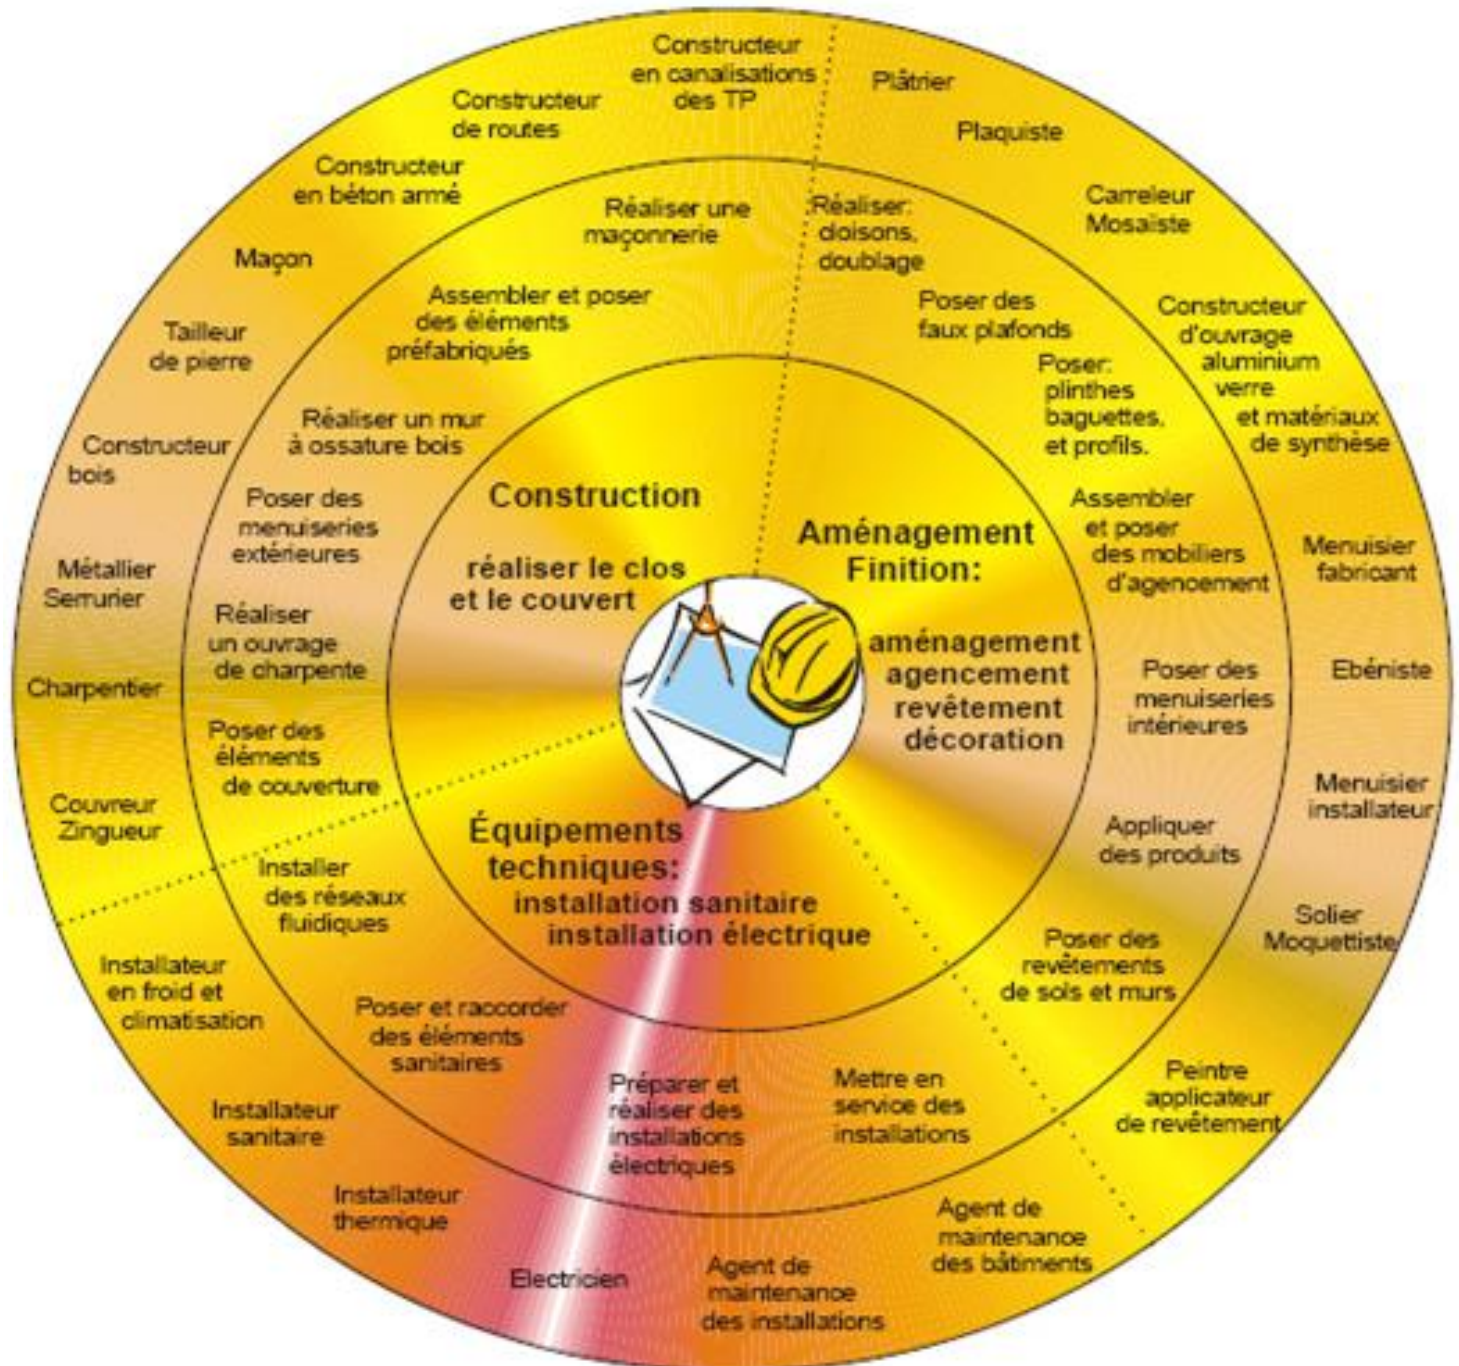 Constructeur
en canalisations
des TP
Constructeur
de routes
Constructeur
en béton armé
Maçon
Tailleur
de pierre
Constructeur
bois
Métallier
Serrurier
Charpentier
Couvreur
Zingueur
Réaliser une
maçonnerie
Assembler et poser
des éléments
préfabriqués
Réaliser un mur
à ossature bois
Poser des
menuiseries
extérieures
Réaliser
un ouvrage
de charpente
Poser des
éléments
de couverture
Construction
réaliser le clos
et le couvert
Plâtrier
Plaquiste
Carreleur
Mosaïste
Constructeur
d'ouvrage
aluminium
verre
et matériaux
de synthèse
Menuisier
fabricant
Ebéniste
Menuisier
installateur
Solier
Moquettiste
Peintre
applicateur
de revêtement
Réaliser:
cloisons,
doublage
Poser des
faux plafonds
Poser:
plinthes
baguettes,
et profils.
Assembler
et poser
des mobiliers
d'agencement
Poser des
menuiseries
intérieures
Appliquer
des produits
Poser des
revêtements
de sols et murs
Aménagement
Finition:
aménagement
agencement
revêtement
décoration
Équipements
techniques:
installation sanitaire
installation électrique
Installer
des réseaux
fluidiques
Poser et raccorder
des éléments
sanitaires
Préparer et
réaliser des
installations
électriques
Mettre en
service des
installations
Installateur
en froid et
climatisation
Installateur
sanitaire
Installateur
thermique
Electricien
Agent de
maintenance
des installations
Agent de
maintenance
des bâtiments